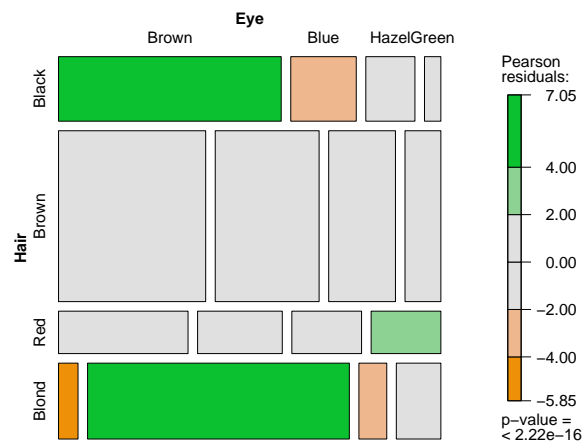 Eye
Brown Blue Hazel Green
Hair
Black
Brown
Red
Blond
Pearson
residuals:
7.05
4.00
2.00
0.00
−2.00
−4.00
−5.85
p−value =
< 2.22e−16